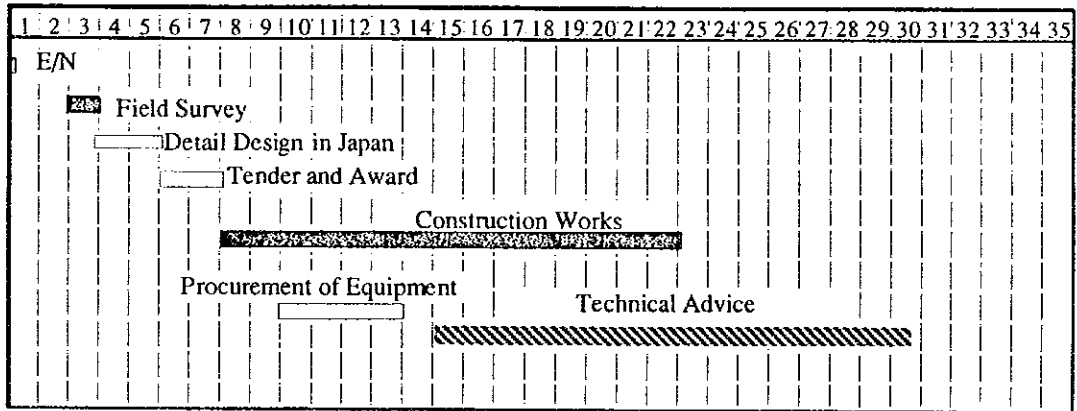 1 2 3 4 5 6 7 8 9 10 11 12 13 14 15 16 17 18 19 20 21 22 23 24 25 26 27 28 29 30 31 32 33 34 35
E/N
Field Survey
Detail Design in Japan
Tender and Award
Construction Works
Procurement of Equipment
Technical Advice